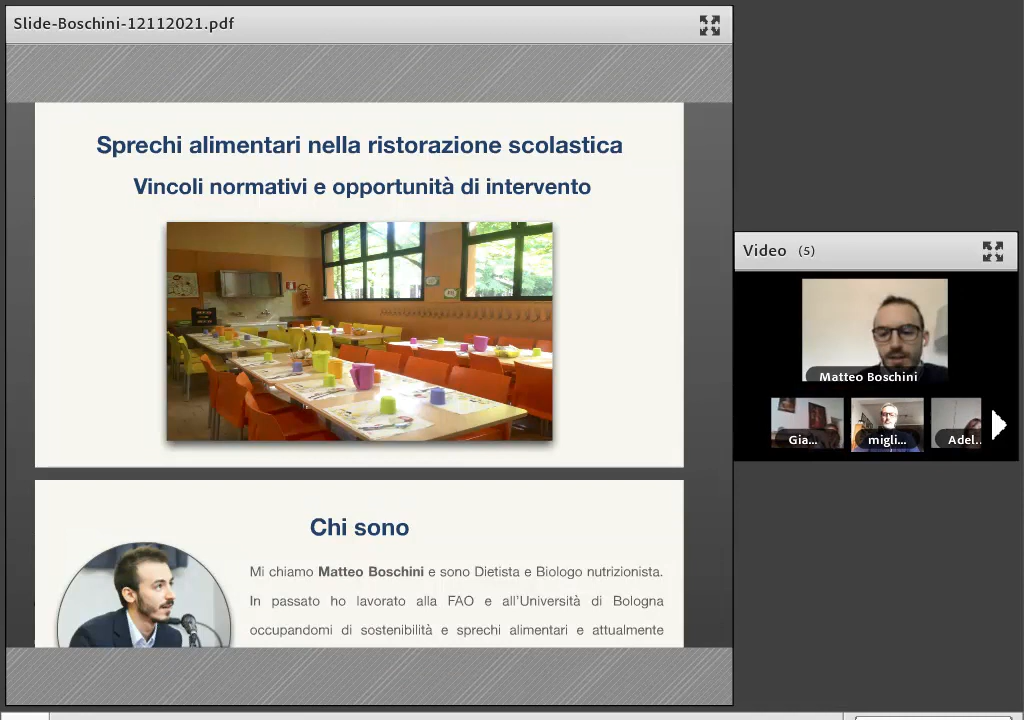 Slide-Boschini-12112021.pdf
Sprechi alimentari nella ristorazione scolastica
Vincoli normativi e opportunità di intervento
Chi sono
Mi chiamo Matteo Boschini e sono Dietista e Biologo nutrizionista.
In passato ho lavorato alla FAO e all'Università di Bologna
occupandomi di sostenibilità e sprechi alimentari e attualmente
Video (5)
Matteo Boschini
Gia...
migli...
Adel..